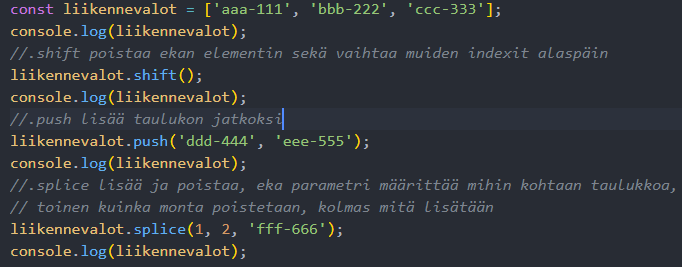 const liikennevalot = ['aaa-111', 'bbb-222', 'ccc-333'];
console.log(liikennevalot);
//.shift poistaa ekan elementin sekä vaihtaa muiden indexit alaspäin
liikennevalot.shift();
console.log(liikennevalot);
//.push lisää taulukon jatkoksi
liikennevalot.push('ddd-444', 'eee-555');
console.log(liikennevalot);
//.splice lisää ja poistaa, eka parametri määrittää mihin kohtaan taulukkoa,
// toinen kuinka monta poistetaan, kolmas mitä lisätään
liikennevalot.splice(1, 2, 'fff-666');
console.log(liikennevalot);